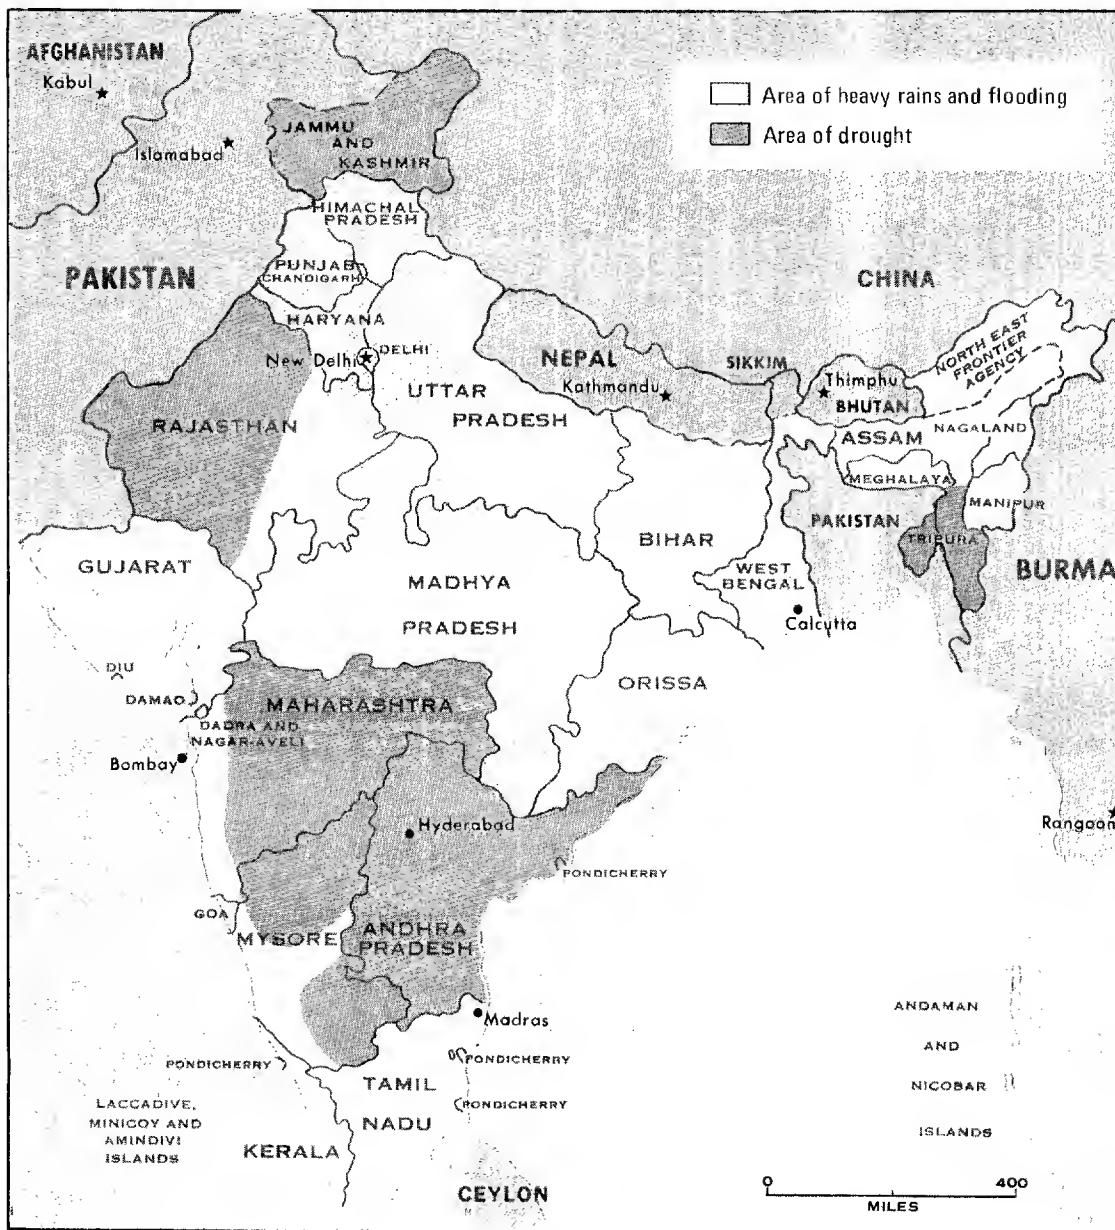 AFGHANISTAN
Kabul
Islamabad
JAMMU
AND
KASHMIR
Area of heavy rains and flooding
Area of drought
HIMACHAL
PRADESH
PAKISTAN
PUNJAB
CHANDIGARH
CHINA
HARYANA
New Delhi
DELHI
NEPAL
Kathmandu
SIKKIM
Thimphu
BHUTAN
NORTH EAST
FRONTIER
AGENCY
UTTAR
PRADESH
RAJASTHAN
ASSAM
NAGALAND
MEGHALAYA
MANIPUR
PAKISTAN
TRIPURA
BIHAR
WEST
BENGAL
Calcutta
BURMA
GUJARAT
MADHYA
PRADESH
DIU
DAMAO
DADRA AND
NAGAR-AVELI
MAHARASHTRA
ORISSA
Bombay
Hyderabad
Rangoon
PONDICHERRY
GOA
MYSORE
ANDHRA
PRADESH
Madras
ANDAMAN
AND
NICOBAR
ISLANDS
PONDICHERRY
PONDICHERRY
PONDICHERRY
TAMIL
NADU
LACCADIVE,
MINICOY AND
AMINDIVI
ISLANDS
KERALA
CEYLON
0 400
MILES